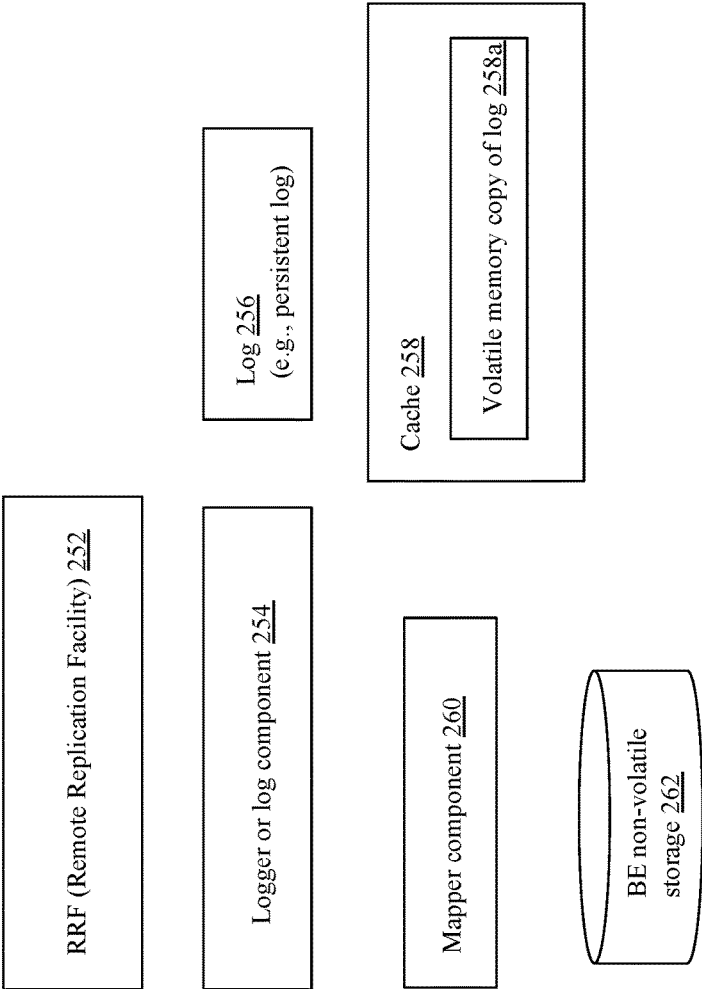 RRF (Remote Replication Facility) 252
Logger or log component 254
Log 256
(e.g., persistent log)
Cache 258
Volatile memory copy of log 258a
Mapper component 260
BE non-volatile
storage 262